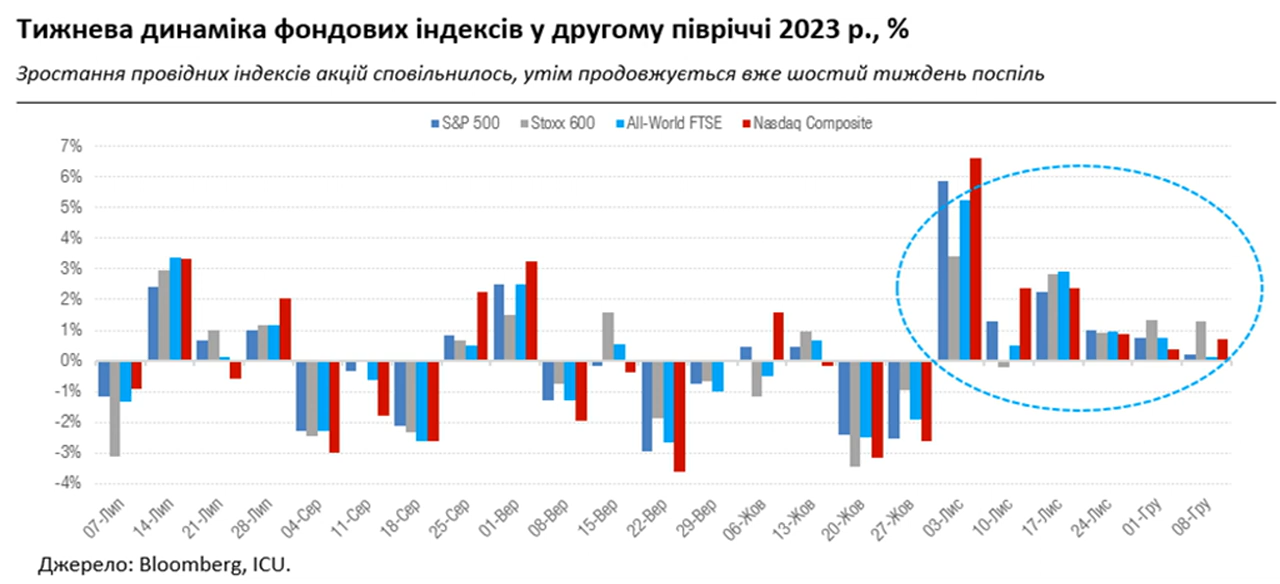 Тижнева динаміка фондових індексів у другому півріччі 2023 р., %
Зростання провідних індексів акцій сповільнилось, утім продовжується вже шостий тиждень поспіль
S&P 500 Stoxx 600 All-World FTSE Nasdaq Composite
7%
6%
5%
4%
3%
2%
1%
0%
-1%
-2%
-3%
-4%
07-Лип 14-Лип 21-Лип 28-Лип 04-Сер 11-Сер 18-Сер 25-Сер 01-Вер 08-Вер 15-Вер 22-Вер 29-Вер 06-Жов 13-Жов 20-Жов 27-Жов 03-Лис 10-Лис 17-Лис 24-Лис 01-Гру 08-Гру
Джерело: Bloomberg, ICU.